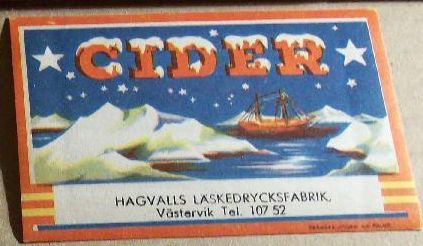 CIDER
HAGVALLS LÄSKEDRYCKSFABRIK,
Västervik Tel. 107 52